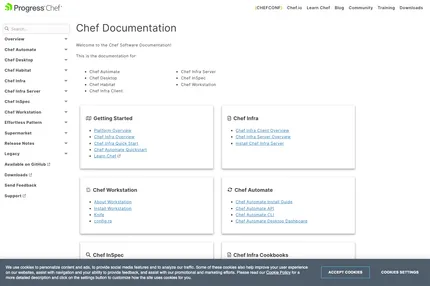 Progress Chef
[CHEFCONF] Chef.io Learn Chef Blog Community Training Downloads
Search...
Overview
Chef Automate
Chef Desktop
Chef Habitat
Chef Infra
Chef Infra Server
Chef InSpec
Chef Workstation
Effortless Pattern
Supermarket
Release Notes
Legacy
Available on GitHub
Downloads
Send Feedback
Support
Chef Documentation
Welcome to the Chef Software Documentation!
This is the documentation for
Chef Automate
Chef Desktop
Chef Habitat
Chef Infra Client
Chef Infra Server
Chef InSpec
Chef Workstation
Getting Started
Platform Overview
Chef Infra Overview
Chef Infra Quick Start
Chef Automate Quickstart
Learn Chef
Chef Infra
Chef Infra Client Overview
Chef Infra Server Overview
Install Chef Infra Server
Chef Workstation
About Workstation
Install Workstation
Knife
config.rb
Chef Automate
Chef Automate Install Guide
Chef Automate API
Chef Automate CLI
Chef Automate Desktop Dashboard
Chef InSpec
Chef Infra Cookbooks
We use cookies to personalize content and ads, to provide social media features and to analyze our traffic. Some of these cookies also help improve your user experience
on our websites, assist with navigation and your ability to provide feedback, and assist with our promotional and marketing efforts. Please read our Cookie Policy for a
more detailed description and click on the settings button to customize how the site uses cookies for you.
ACCEPT COOKIES
COOKIES SETTINGS